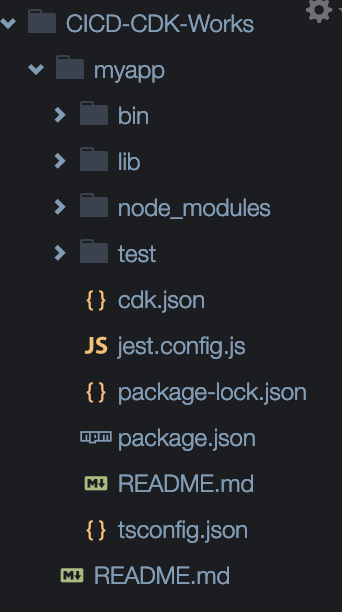 CICD-CDK-Works
myapp
bin
lib
node_modules
test
{} cdk.json
JS jest.config.js
{} package-lock.json
npm package.json
M README.md
{} tsconfig.json
M README.md